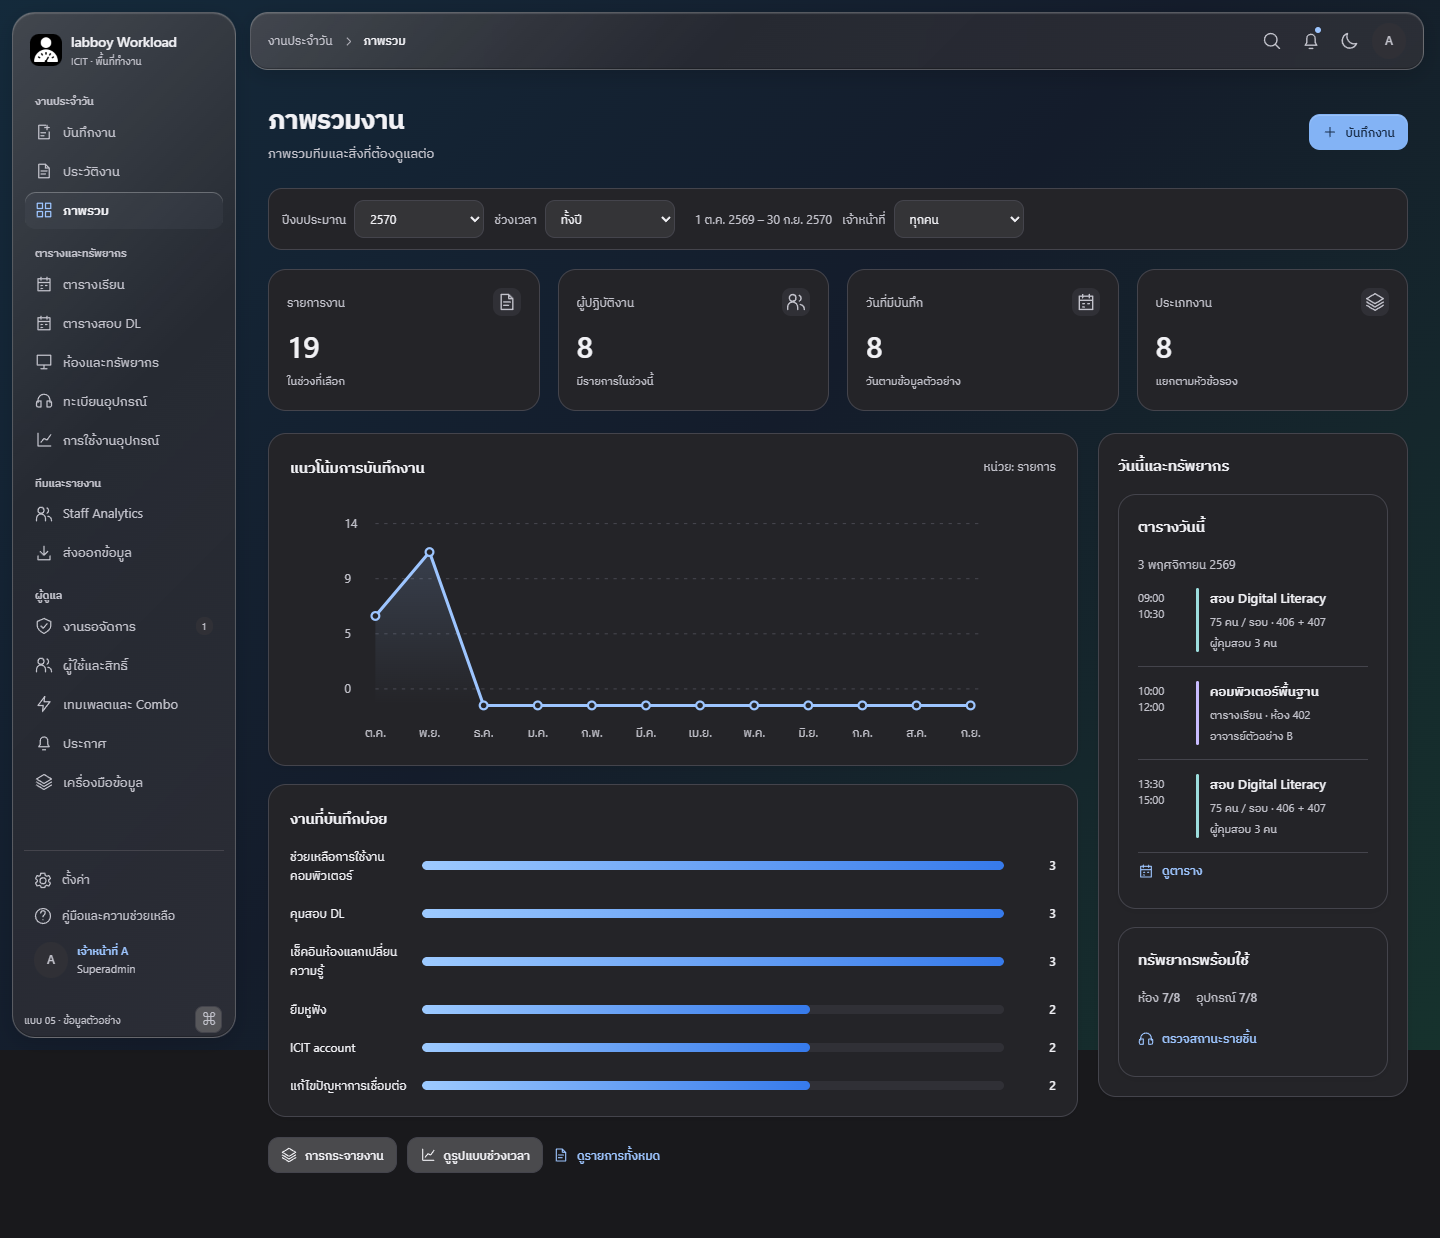 labboy Workload
ICIT · พื้นที่ทำงาน
งานประจำวัน
บันทึกงาน
ประวัติงาน
ภาพรวม
ตารางและทรัพยากร
ตารางเรียน
ตารางสอบ DL
ห้องและทรัพยากร
ทะเบียนอุปกรณ์
การใช้งานอุปกรณ์
ทีมและรายงาน
Staff Analytics
ส่งออกข้อมูล
ผู้ดูแล
งานรอจัดการ 1
ผู้ใช้และสิทธิ์
เทมเพลตและ Combo
ประกาศ
เครื่องมือข้อมูล
ตั้งค่า
คู่มือและความช่วยเหลือ
A
เจ้าหน้าที่ A
Superadmin
แบบ 05 · ข้อมูลตัวอย่าง
งานประจำวัน > ภาพรวม
A
ภาพรวมงาน
ภาพรวมทีมและสิ่งที่ต้องดูแลต่อ
+ บันทึกงาน
ปีงบประมาณ 2570 ช่วงเวลา ทั้งปี 1 ต.ค. 2569 – 30 ก.ย. 2570 เจ้าหน้าที่ ทุกคน
รายการงาน
19
ในช่วงที่เลือก
ผู้ปฏิบัติงาน
8
มีรายการในช่วงนี้
วันที่มีบันทึก
8
วันตามข้อมูลตัวอย่าง
ประเภทงาน
8
แยกตามหัวข้อรอง
แนวโน้มการบันทึกงาน
หน่วย: รายการ
14
9
5
0
ต.ค. พ.ย. ธ.ค. ม.ค. ก.พ. มี.ค. เม.ย. พ.ค. มิ.ย. ก.ค. ส.ค. ก.ย.
งานที่บันทึกบ่อย
ช่วยเหลือการใช้งาน
คอมพิวเตอร์
3
คุมสอบ DL 3
เช็คอินห้องแลกเปลี่ยน
ความรู้
3
ยืมหูฟัง 2
ICIT account 2
แก้ไขปัญหาการเชื่อมต่อ 2
การกระจายงาน
ดูรูปแบบช่วงเวลา
ดูรายการทั้งหมด
วันนี้และทรัพยากร
ตารางวันนี้
3 พฤศจิกายน 2569
09:00
10:30
สอบ Digital Literacy
75 คน / รอบ · 406 + 407
ผู้คุมสอบ 3 คน
10:00
12:00
คอมพิวเตอร์พื้นฐาน
ตารางเรียน · ห้อง 402
อาจารย์ตัวอย่าง B
13:30
15:00
สอบ Digital Literacy
75 คน / รอบ · 406 + 407
ผู้คุมสอบ 3 คน
ดูตาราง
ทรัพยากรพร้อมใช้
ห้อง 7/8 อุปกรณ์ 7/8
ตรวจสถานะรายชิ้น